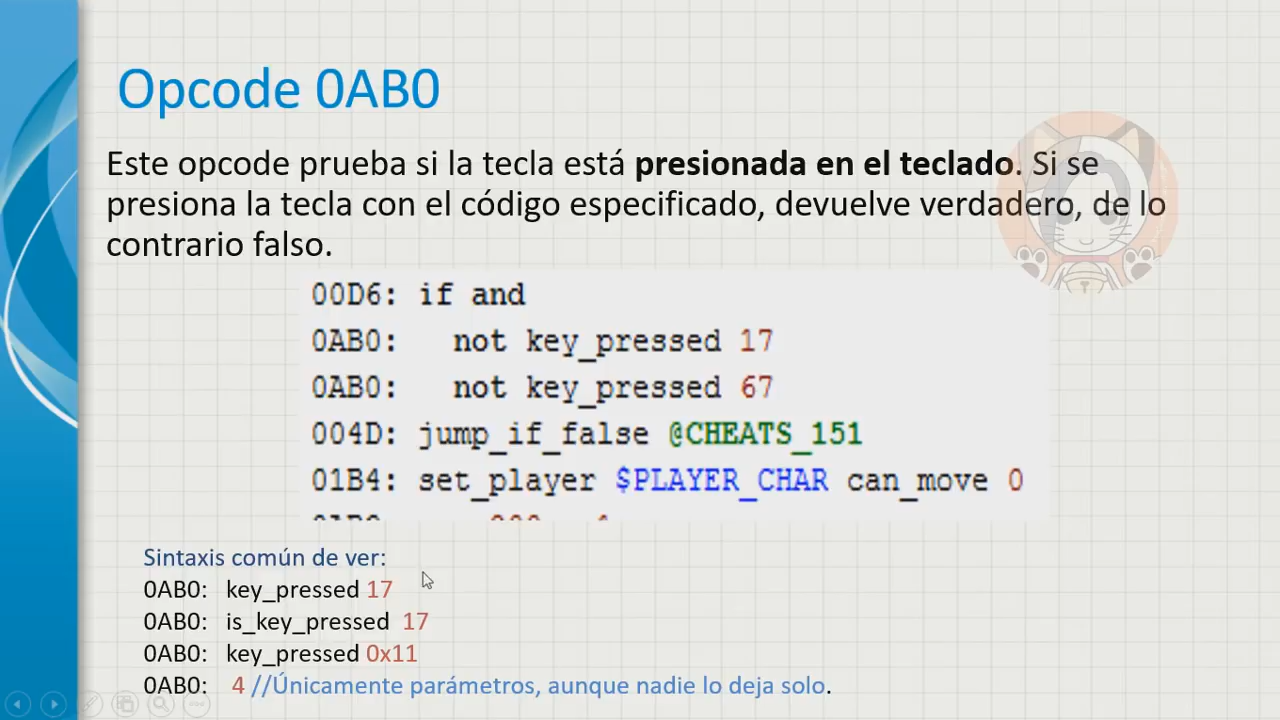 Opcode 0AB0
Este opcode prueba si la tecla está presionada en el teclado. Si se
presiona la tecla con el código especificado, devuelve verdadero, de lo
contrario falso.
00D6: if and
0AB0: not key_pressed 17
0AB0: not key_pressed 67
004D: jump_if_false @CHEATS_151
01B4: set_player $PLAYER_CHAR can_move 0
Sintaxis común de ver:
0AB0: key_pressed 17
0AB0: is_key_pressed 17
0AB0: key_pressed 0x11
0AB0: 4 //Únicamente parámetros, aunque nadie lo deja solo.